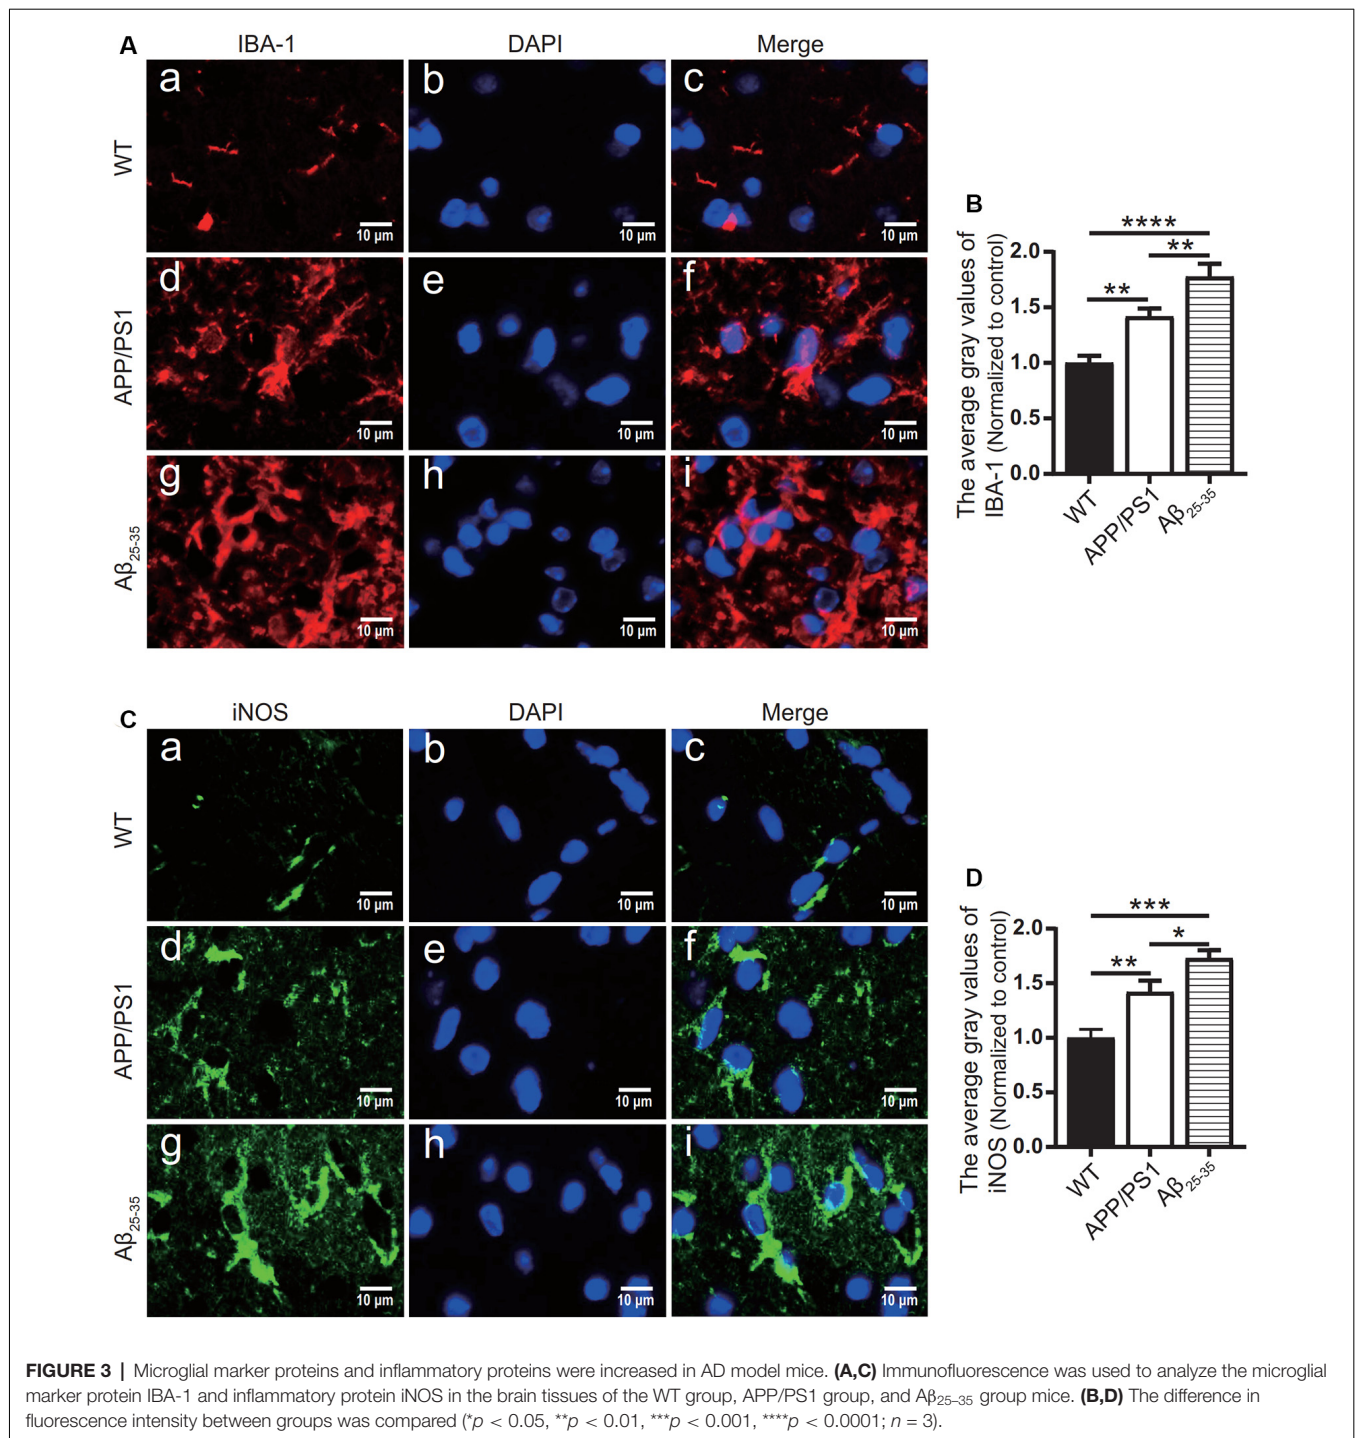 A
IBA-1 DAPI Merge
WT
a b c
10 µm 10 µm 10 µm
APP/PS1
d e f
10 µm 10 µm 10 µm
Aβ25-35
g h i
10 µm 10 µm 10 µm
B
The average gray values of
IBA-1 (Normalized to control)
2.0
1.5
1.0
0.5
0.0
****
**
**
WT APP/PS1 Aβ25-35
C
iNOS DAPI Merge
WT
a b c
10 µm 10 µm 10 µm
APP/PS1
d e f
10 µm 10 µm 10 µm
Aβ25-35
g h i
10 µm 10 µm 10 µm
D
The average gray values of
iNOS (Normalized to control)
2.0
1.5
1.0
0.5
0.0
***
*
**
WT APP/PS1 Aβ25-35
FIGURE 3 | Microglial marker proteins and inflammatory proteins were increased in AD model mice. (A,C) Immunofluorescence was used to analyze the microglial
marker protein IBA-1 and inflammatory protein iNOS in the brain tissues of the WT group, APP/PS1 group, and Aβ25–35 group mice. (B,D) The difference in
fluorescence intensity between groups was compared (*p < 0.05, **p < 0.01, ***p < 0.001, ****p < 0.0001; n = 3).